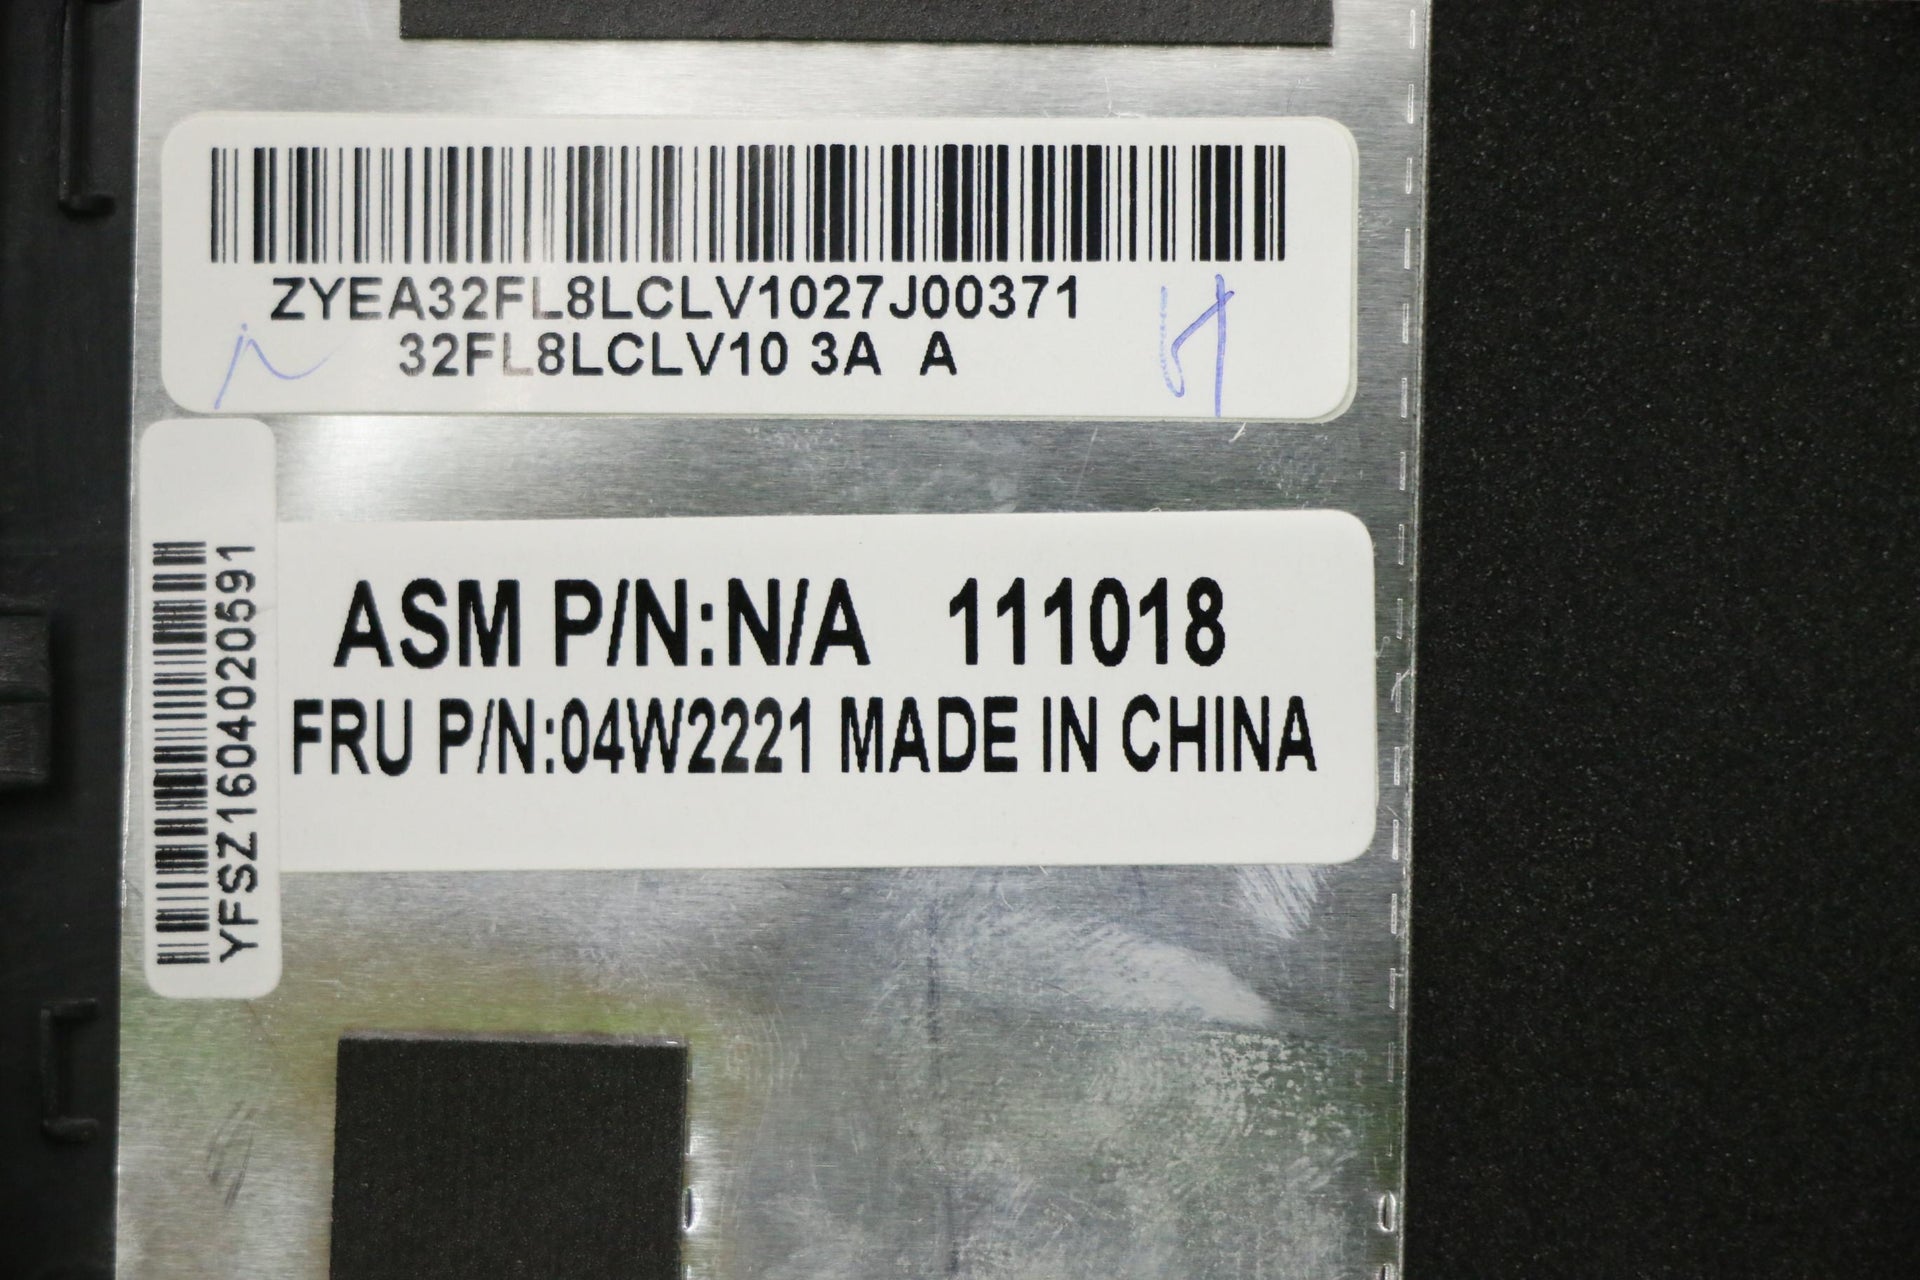 ZYEA32FL8LCLV1027J00371
32FL8LCLV10 3A A
YFSZ1604020591
ASM P/N:N/A 111018
FRU P/N:04W2221 MADE IN CHINA